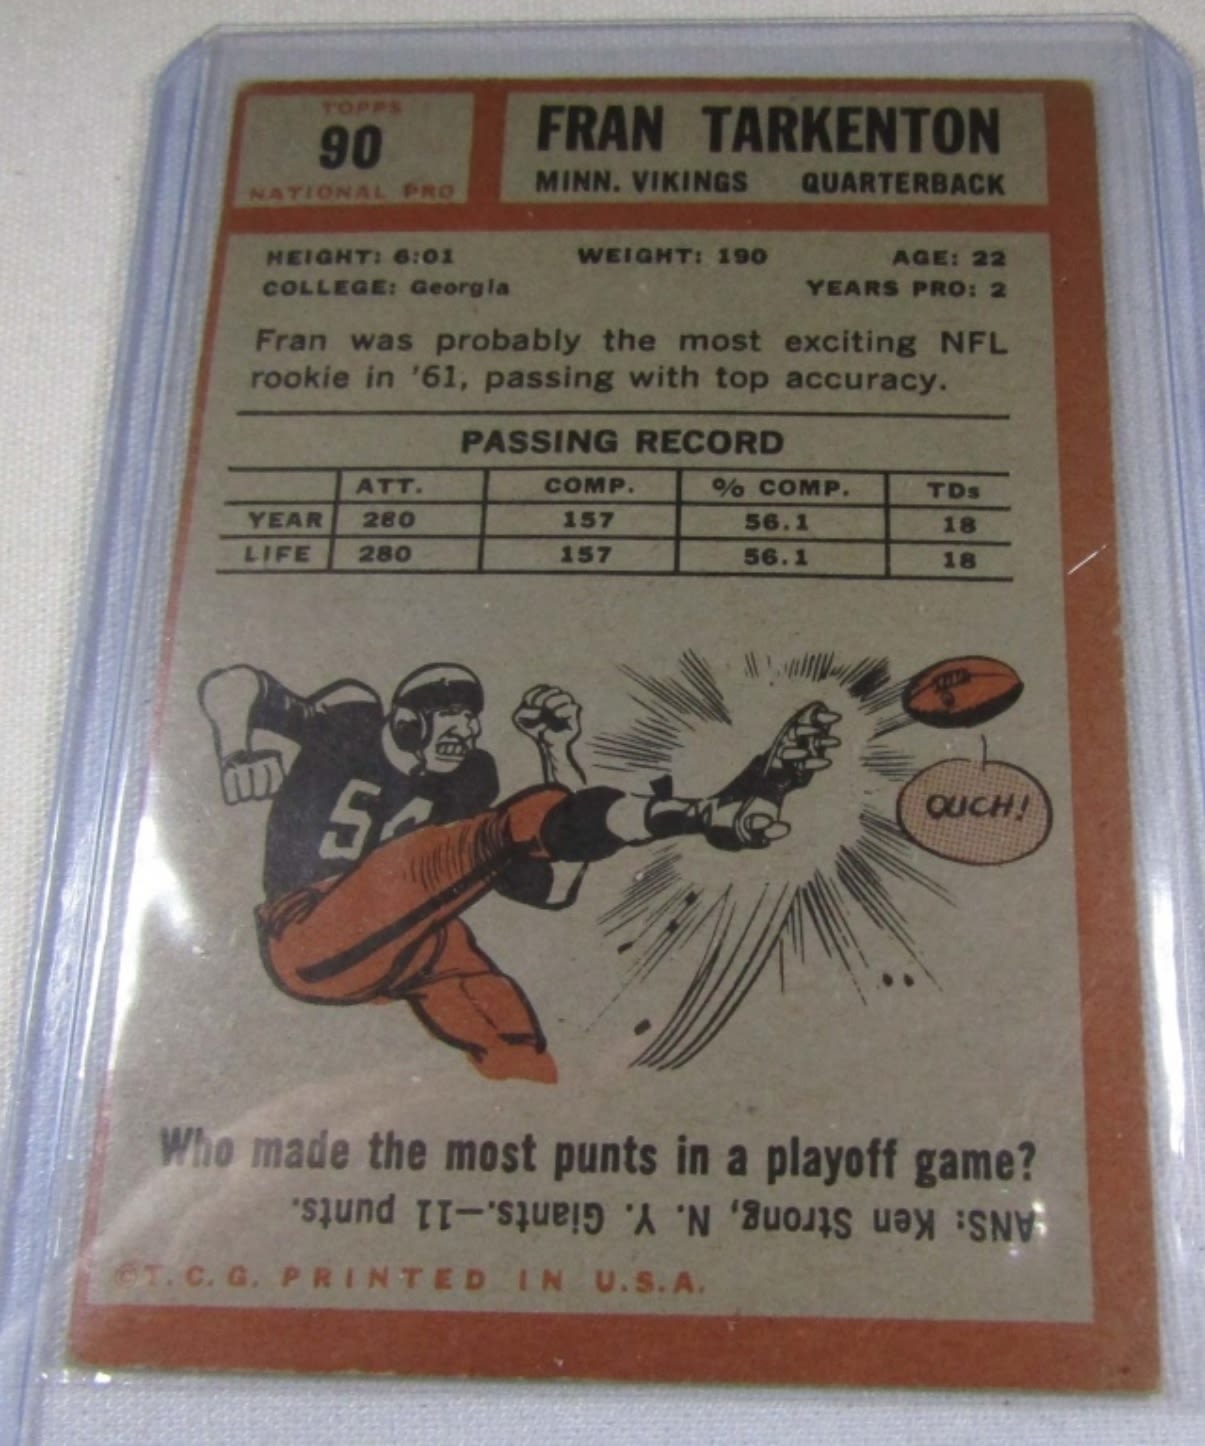 TOPPS
90
NATIONAL PRO
FRAN TARKENTON
MINN. VIKINGS QUARTERBACK
HEIGHT: 6:01 WEIGHT: 190 AGE: 22
COLLEGE: Georgia YEARS PRO: 2
Fran was probably the most exciting NFL
rookie in '61, passing with top accuracy.
PASSING RECORD
ATT. COMP. % COMP. TDs
YEAR 280 157 56.1 18
LIFE 280 157 56.1 18
OUCH!
Who made the most punts in a playoff game?
ANS: Ken Strong, N. Y. Giants.—11 punts.
©T.C.G. PRINTED IN U.S.A.